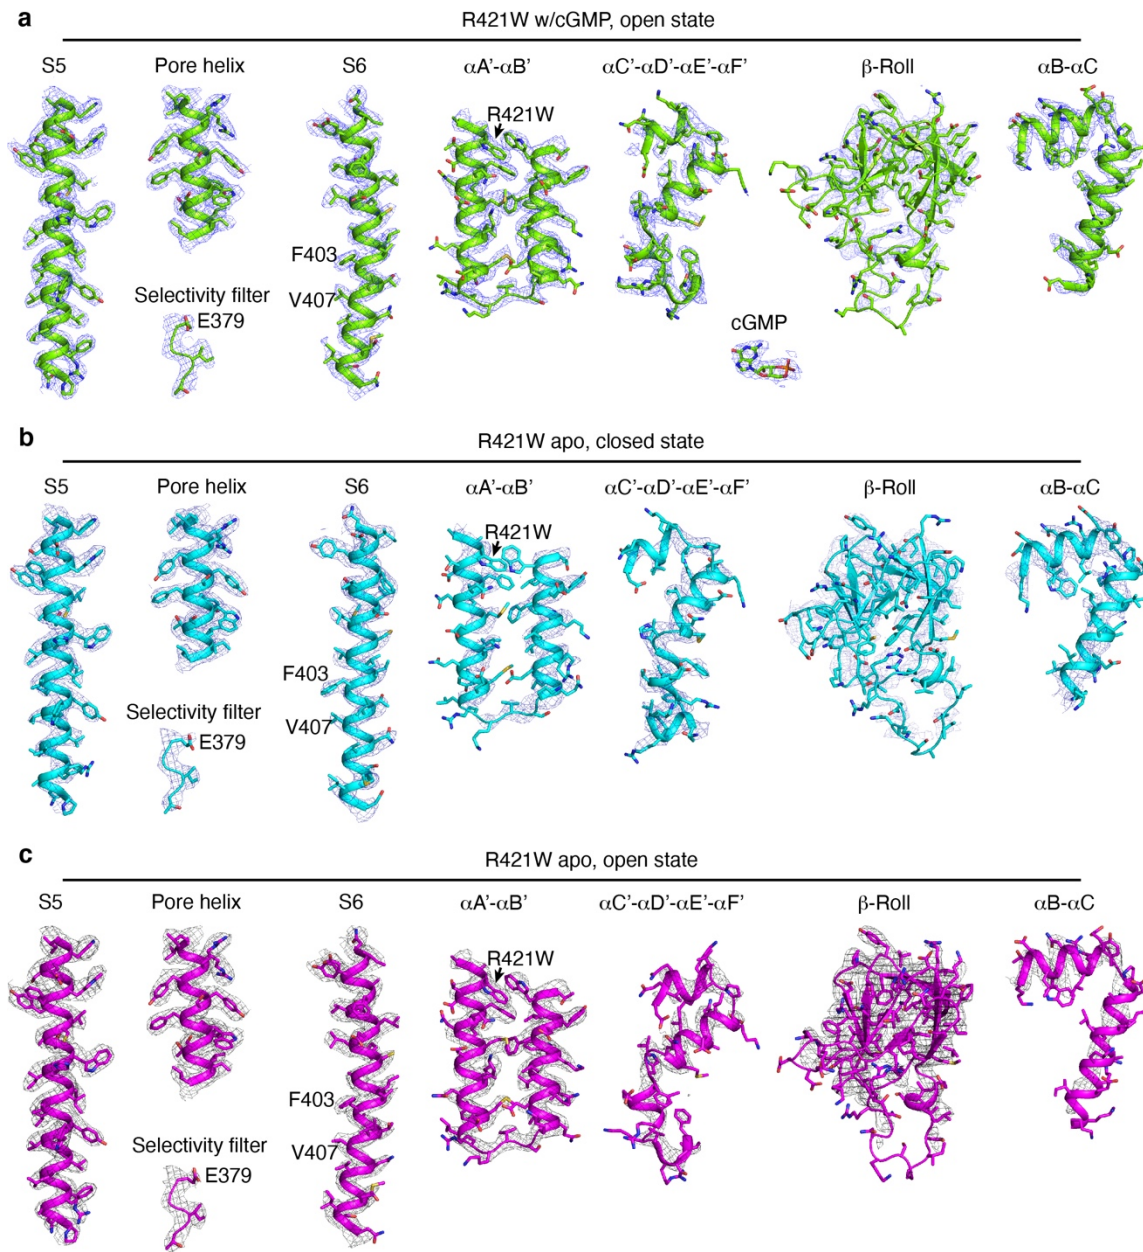 a
R421W w/cGMP, open state
S5 Pore helix S6 αA'-αB' αC'-αD'-αE'-αF' β-Roll αB-αC
R421W
F403
Selectivity filter
V407
E379
cGMP
b
R421W apo, closed state
S5 Pore helix S6 αA'-αB' αC'-αD'-αE'-αF' β-Roll αB-αC
R421W
F403
Selectivity filter
V407
E379
c
R421W apo, open state
S5 Pore helix S6 αA'-αB' αC'-αD'-αE'-αF' β-Roll αB-αC
R421W
F403
Selectivity filter
V407
E379